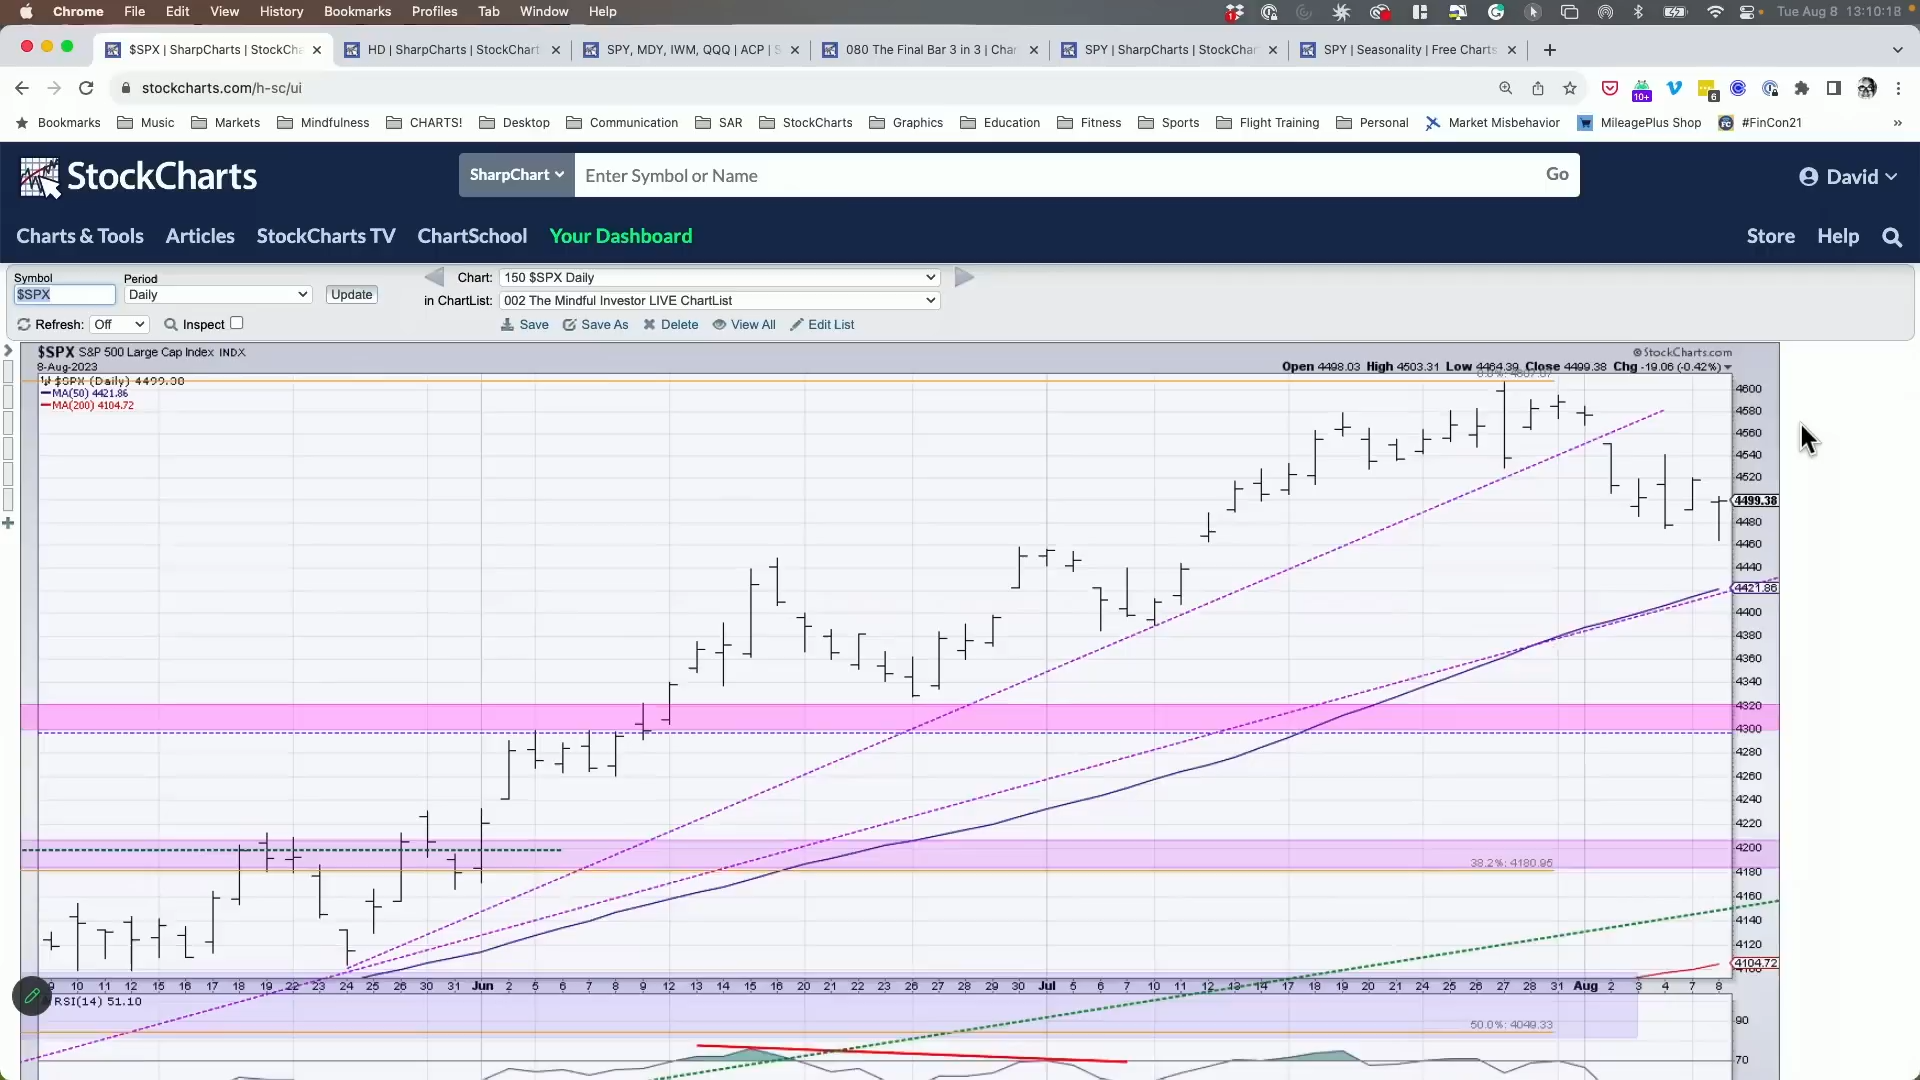 Chrome File Edit View History Bookmarks Profiles Tab Window Help Tue Aug 8 13:10:18
$SPX | SharpCharts | StockCha HD | SharpCharts | StockChart SPY, MDY, IWM, QQQ | ACP | S 080 The Final Bar 3 in 3 | Char SPY | SharpCharts | StockChar SPY | Seasonality | Free Charts
stockcharts.com/h-sc/ui
10+ 6
Bookmarks Music Markets Mindfulness CHARTS! Desktop Communication SAR StockCharts Graphics Education Fitness Sports Flight Training Personal Market Misbehavior MileagePlus Shop #FinCon21 »
StockCharts SharpChart Enter Symbol or Name Go David
Charts & Tools Articles StockCharts TV ChartSchool Your Dashboard Store Help
Symbol Period Chart: 150 $SPX Daily
$SPX Daily Update in ChartList: 002 The Mindful Investor LIVE ChartList
Refresh: Off Inspect Save Save As Delete View All Edit List
$SPX S&P 500 Large Cap Index INDX © StockCharts.com
8-Aug-2023 Open 4498.03 High 4503.31 Low 4464.39 Close 4499.38 Chg -19.06 (-0.42%)
$SPX (Daily) 4499.38
MA(50) 4421.86
MA(200) 4104.72
4600
4580
4560
4540
4520
4499.38
4480
4460
4440
4421.86
4400
4380
4360
4340
4320
4300
4280
4260
4240
4220
4200
38.2%: 4180.95
4180
4160
4140
4120
4104.72
9 10 11 12 15 16 17 18 19 22 23 24 25 26 30 31 Jun 2 5 6 7 8 9 12 13 14 15 16 20 21 22 23 26 27 28 29 30 Jul 5 6 7 10 11 12 13 14 17 18 19 20 21 24 25 26 27 28 31 Aug 2 3 4 7 8
RSI(14) 51.10
50.0%: 4049.33
90
70